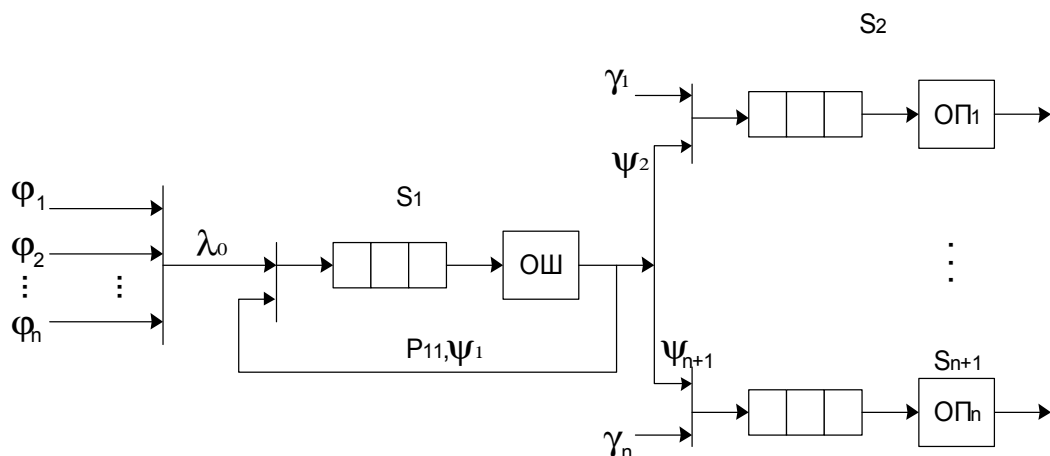 S2
γ1
ОП1
ψ2
φ1
S1
φ2
λ0
ОШ
⋮ ⋮ ⋮
φn
P11,ψ1
ψn+1
Sn+1
ОПn
γn